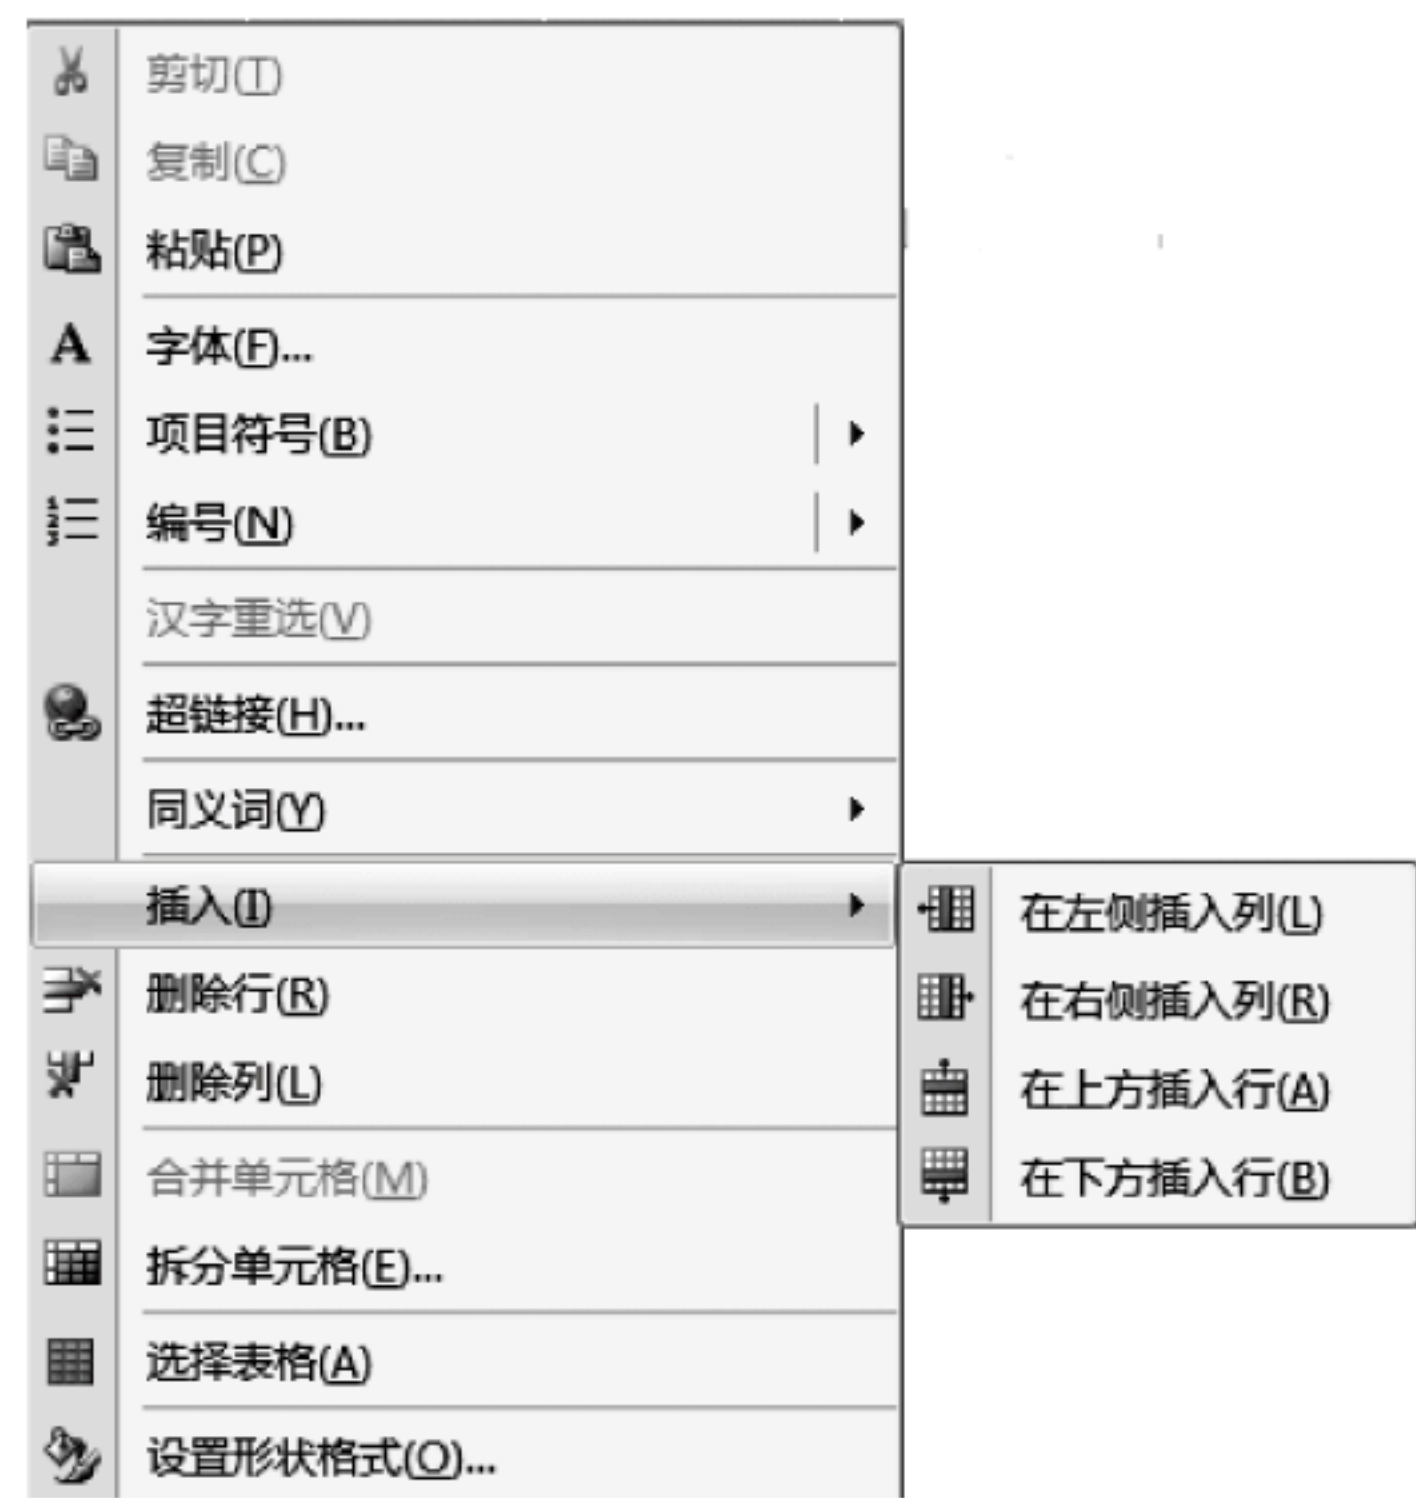 剪切(T)
复制(C)
粘贴(P)
字体(F)...
项目符号(B)
编号(N)
汉字重选(V)
超链接(H)...
同义词(Y)
插入(I)
删除行(R)
删除列(L)
合并单元格(M)
拆分单元格(E)...
选择表格(A)
设置形状格式(O)...
在左侧插入列(L)
在右侧插入列(R)
在上方插入行(A)
在下方插入行(B)